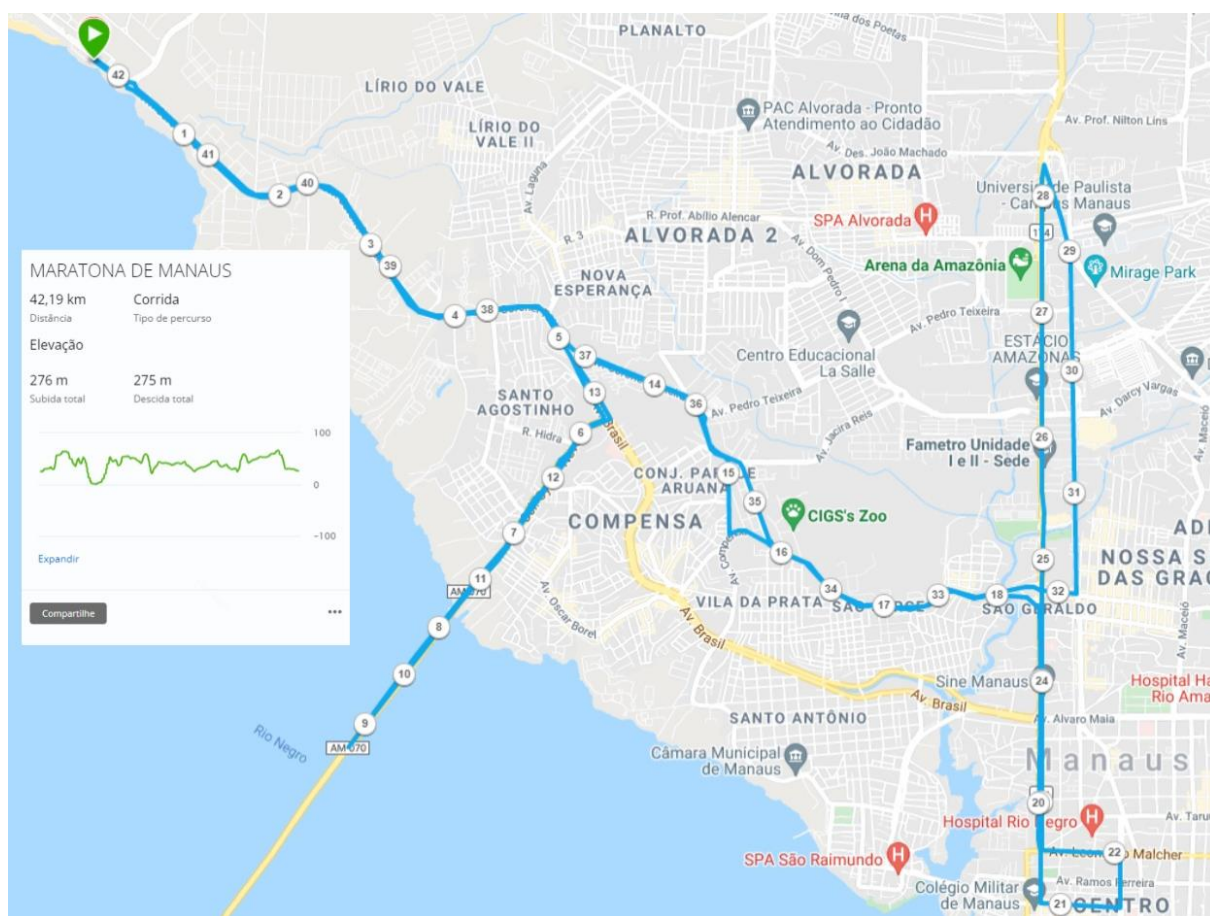 PLANALTO
LÍRIO DO VALE
PAC Alvorada - Pronto
Atendimento ao Cidadão
Av. Prof. Nilton Lins
LÍRIO DO
VALE II
Av. Des. João Machado
ALVORADA
Av. Laguna
Universidade Paulista
- Campus Manaus
R. Prof. Abílio Alencar
SPA Alvorada
ALVORADA 2
R. 3
Av. Dom Pedro I
Arena da Amazônia
Mirage Park
NOVA
ESPERANÇA
Av. Pedro Teixeira
ESTÁCIO
AMAZONAS
Centro Educacional
La Salle
Av. Darcy Vargas
Av. Maceió
SANTO
AGOSTINHO
Av. Pedro Teixeira
Av. Jacira Reis
R. Hidra
Brasil
Fametro Unidade
I e II - Sede
CONJ.
ARUANA
CIGS's Zoo
COMPENSA
NOSSA
DAS
AM-070
Av. Oscar Borel
VILA DA PRATA
SÃO GERALDO
Av. Maceió
Av. Brasil
Sine Manaus
Hospital
Rio
Av. Brasil
SANTO ANTÔNIO
Av. Alvaro Maia
Rio Negro
AM-070
Câmara Municipal
de Manaus
Manaus
Hospital Rio Negro
Av.
SPA São Raimundo
Malcher
Av. Ramos Ferreira
Colégio Militar
de Manaus
CENTRO
42
1
41
2
40
3
39
4
38
5
37
13
14
36
6
12
15
35
7
16
11
34
17
33
18
32
8
10
9
28
29
27
30
26
31
25
24
20
22
21
MARATONA DE MANAUS
42,19 km Corrida
Distância Tipo de percurso
Elevação
276 m 275 m
Subida total Descida total
100
0
-100
Expandir
Compartilhe